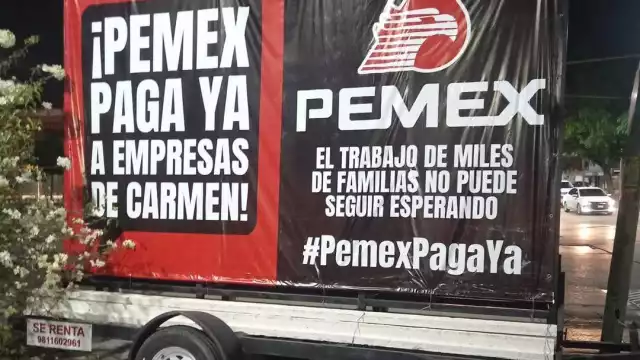 ¡PEMEX
PAGA YA
A EMPRESAS
DE CARMEN!
PEMEX
EL TRABAJO DE MILES
DE FAMILIAS NO PUEDE
SEGUIR ESPERANDO
#PemexPagaYa
SE RENTA
9811602961